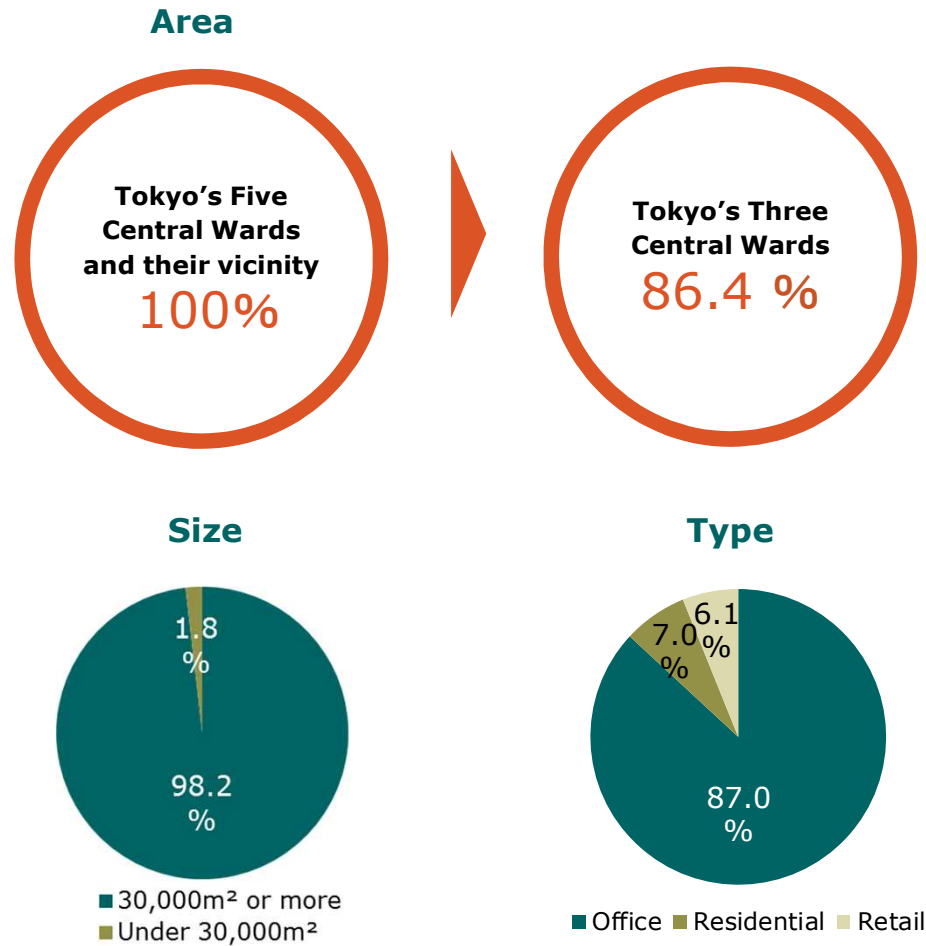 Area
Tokyo’s Five
Central Wards
and their vicinity
100%
Tokyo’s Three
Central Wards
86.4 %
Size
1.8
%
98.2
%
30,000m² or more
Under 30,000m²
Type
6.1
%
7.0
%
87.0
%
Office Residential Retail